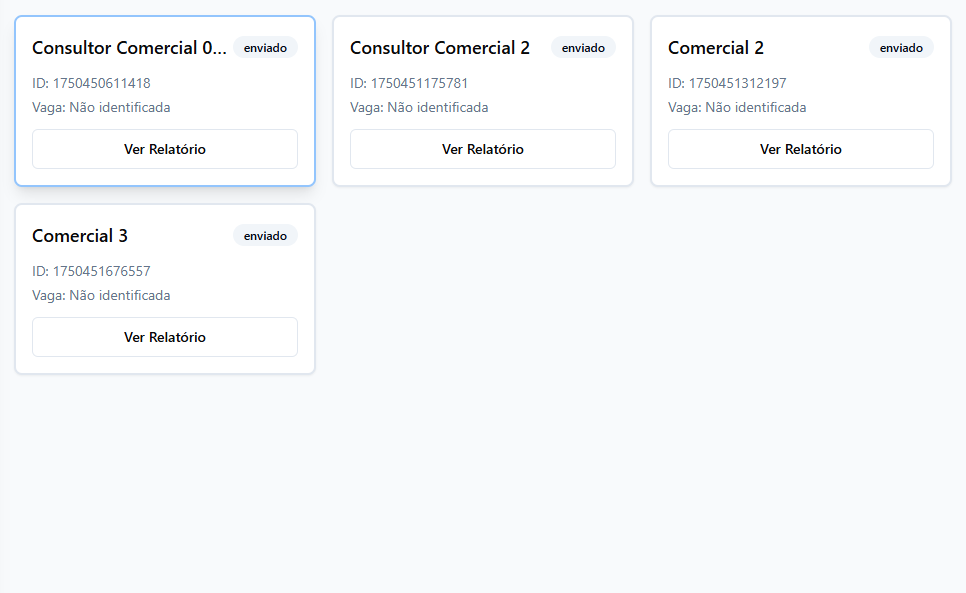 Consultor Comercial 0... enviado
ID: 1750450611418
Vaga: Não identificada
Ver Relatório
Consultor Comercial 2 enviado
ID: 1750451175781
Vaga: Não identificada
Ver Relatório
Comercial 2 enviado
ID: 1750451312197
Vaga: Não identificada
Ver Relatório
Comercial 3 enviado
ID: 1750451676557
Vaga: Não identificada
Ver Relatório